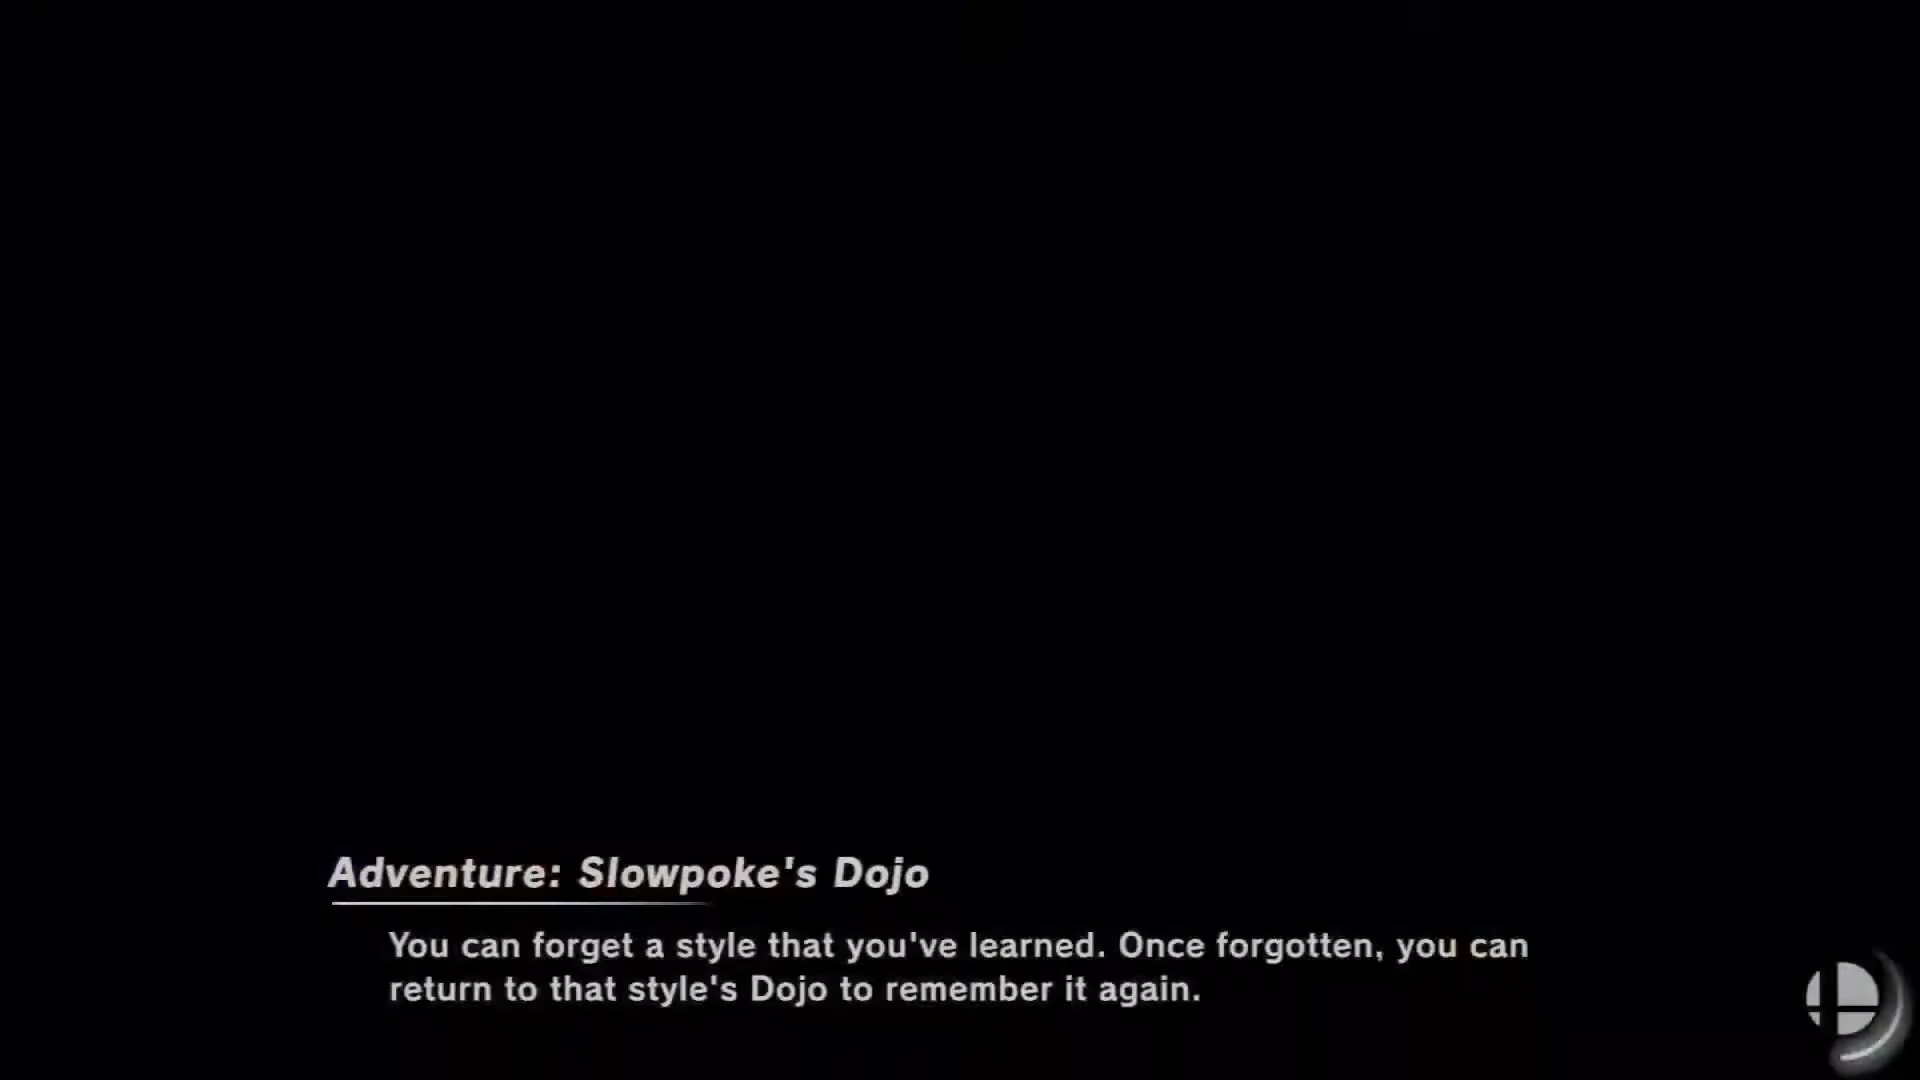 Adventure: Slowpoke's Dojo
You can forget a style that you've learned. Once forgotten, you can
return to that style's Dojo to remember it again.